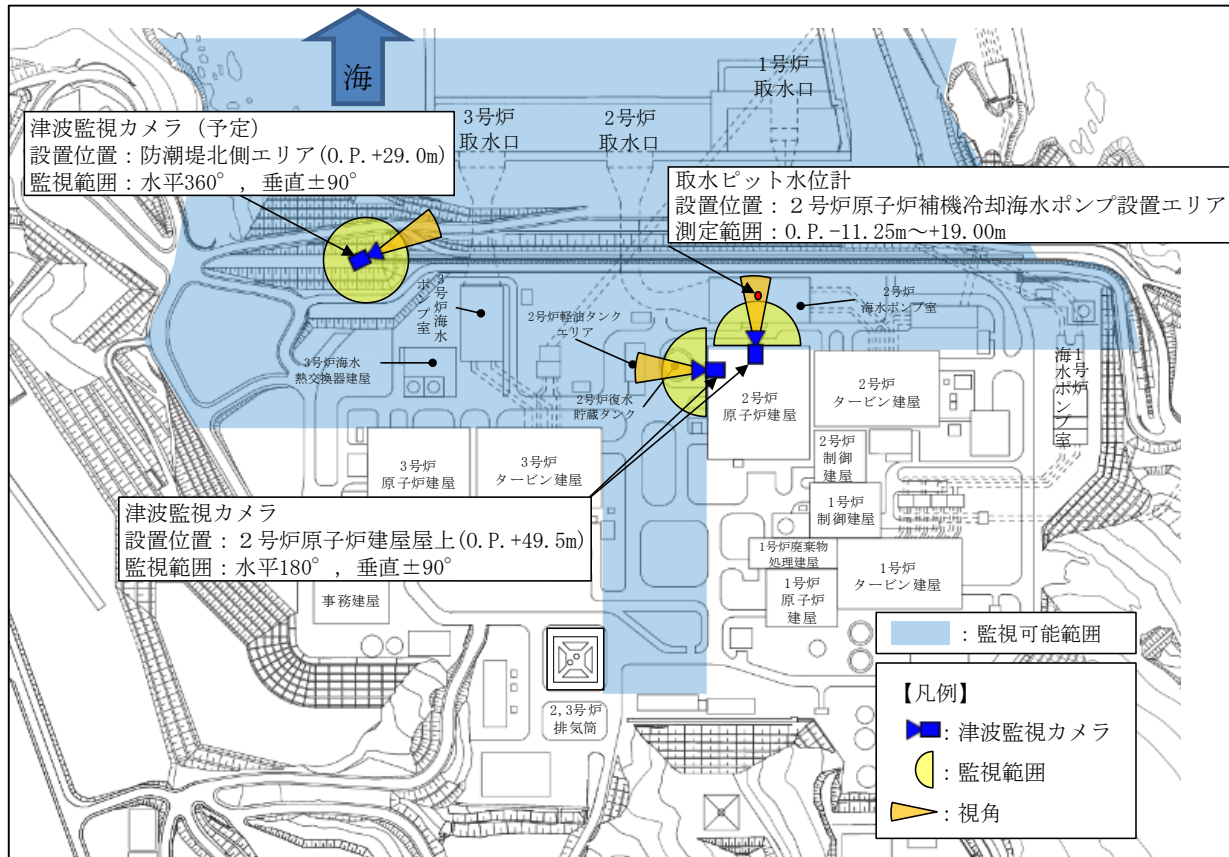 海
1号炉
取水口
3号炉
取水口
2号炉
取水口
津波監視カメラ（予定）
設置位置：防潮堤北側エリア(O.P.+29.0m)
監視範囲：水平360°，垂直±90°
取水ピット水位計
設置位置：２号炉原子炉補機冷却海水ポンプ設置エリア
測定範囲：O.P.-11.25m～+19.00m
3号炉海水
ポンプ室
2号炉軽油タンク
エリア
2号炉
海水ポンプ室
3号炉海水
熱交換器建屋
2号炉復水
貯蔵タンク
2号炉
原子炉建屋
2号炉
タービン建屋
1号炉
海水ポンプ室
3号炉
原子炉建屋
3号炉
タービン建屋
2号炉
制御
建屋
1号炉
制御建屋
津波監視カメラ
設置位置：２号炉原子炉建屋屋上(O.P.+49.5m)
監視範囲：水平180°，垂直±90°
1号炉廃棄物
処理建屋
1号炉
原子炉
建屋
1号炉
タービン建屋
事務建屋
2,3号炉
排気筒
：監視可能範囲
【凡例】
：津波監視カメラ
：監視範囲
：視角